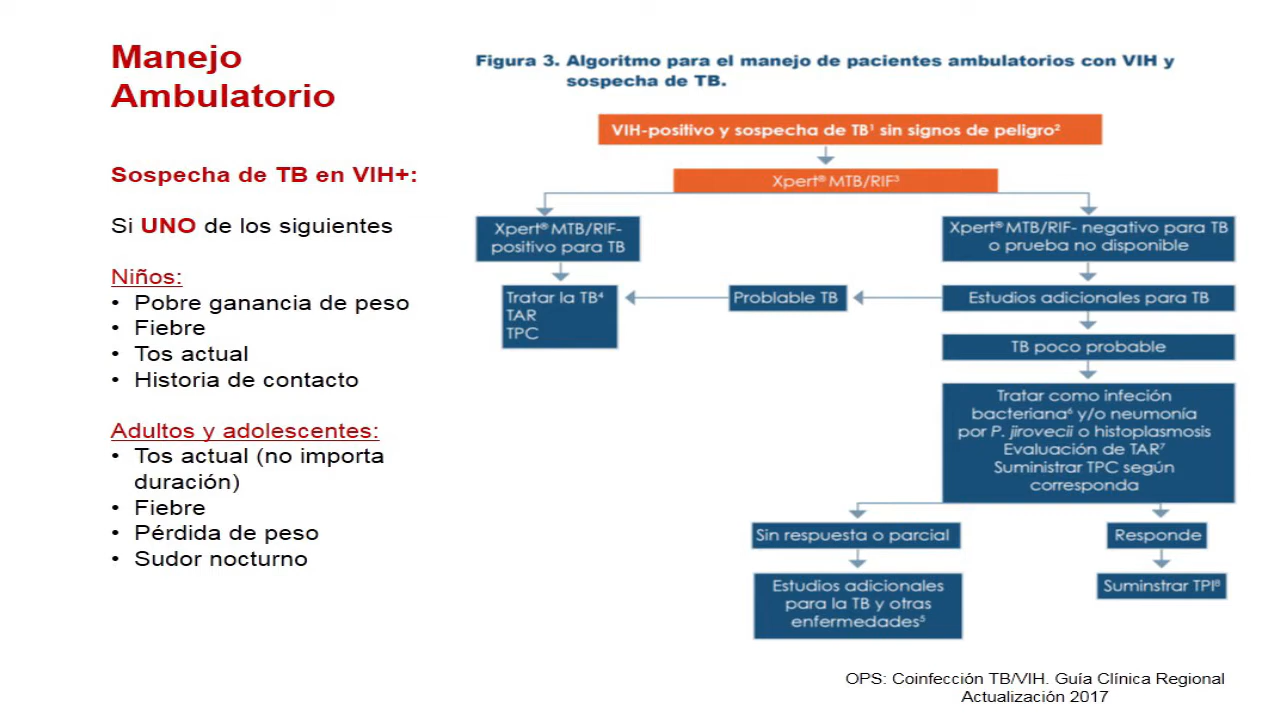 Manejo
Ambulatorio
Sospecha de TB en VIH+:
Si UNO de los siguientes
Niños:
• Pobre ganancia de peso
• Fiebre
• Tos actual
• Historia de contacto
Adultos y adolescentes:
• Tos actual (no importa
duración)
• Fiebre
• Pérdida de peso
• Sudor nocturno
Figura 3. Algoritmo para el manejo de pacientes ambulatorios con VIH y
sospecha de TB.
VIH-positivo y sospecha de TB¹ sin signos de peligro²
Xpert® MTB/RIF³
Xpert® MTB/RIF-
positivo para TB
Xpert® MTB/RIF- negativo para TB
o prueba no disponible
Tratar la TB⁴
TAR
TPC
Problable TB
Estudios adicionales para TB
TB poco probable
Tratar como infeción
bacteriana⁶ y/o neumonía
por P. jirovecii o histoplasmosis
Evaluación de TAR⁷
Suministrar TPC según
corresponda
Sin respuesta o parcial
Responde
Estudios adicionales
para la TB y otras
enfermedades⁵
Suminstrar TPI⁸
OPS: Coinfección TB/VIH. Guía Clínica Regional
Actualización 2017